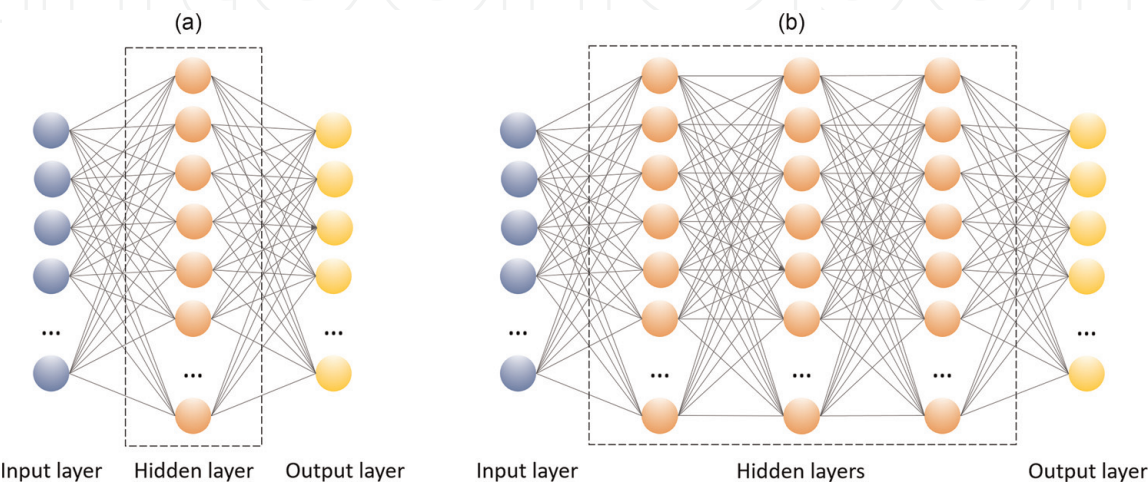 (a)
(b)
...
...
...
...
...
...
...
...
Input layer
Hidden layer
Output layer
Input layer
Hidden layers
Output layer